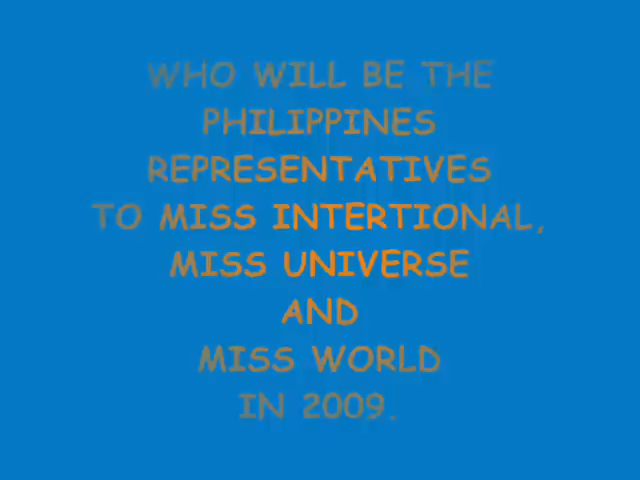 WHO WILL BE THE
PHILIPPINES
REPRESENTATIVES
TO MISS INTERTIONAL,
MISS UNIVERSE
AND
MISS WORLD
IN 2009.